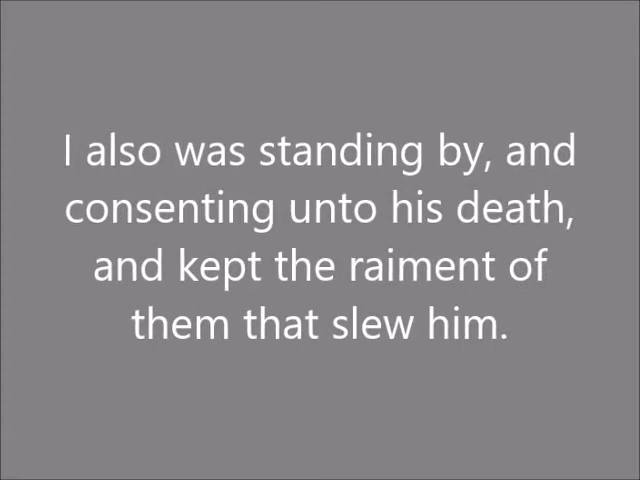 I also was standing by, and
consenting unto his death,
and kept the raiment of
them that slew him.